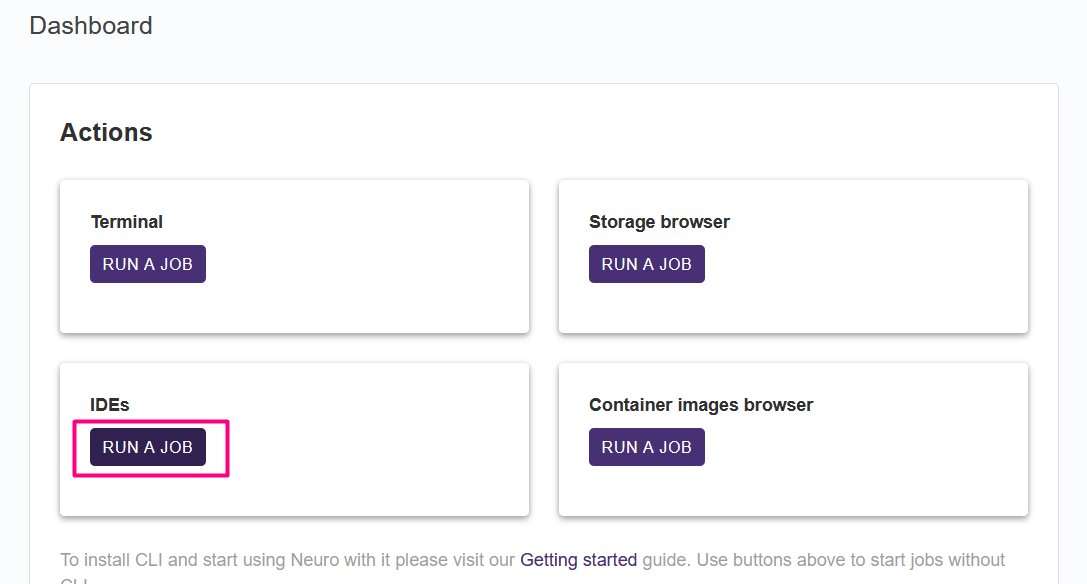 Dashboard
Actions
Terminal
RUN A JOB
Storage browser
RUN A JOB
IDEs
RUN A JOB
Container images browser
RUN A JOB
To install CLI and start using Neuro with it please visit our Getting started guide. Use buttons above to start jobs without
CLI